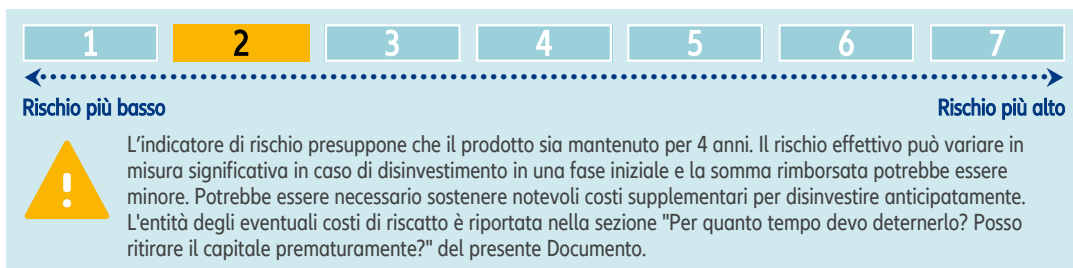 1 2 3 4 5 6 7
Rischio più basso Rischio più alto
L'indicatore di rischio presuppone che il prodotto sia mantenuto per 4 anni. Il rischio effettivo può variare in
misura significativa in caso di disinvestimento in una fase iniziale e la somma rimborsata potrebbe essere
minore. Potrebbe essere necessario sostenere notevoli costi supplementari per disinvestire anticipatamente.
L'entità degli eventuali costi di riscatto è riportata nella sezione "Per quanto tempo devo deternerlo? Posso
ritirare il capitale prematuramente?" del presente Documento.